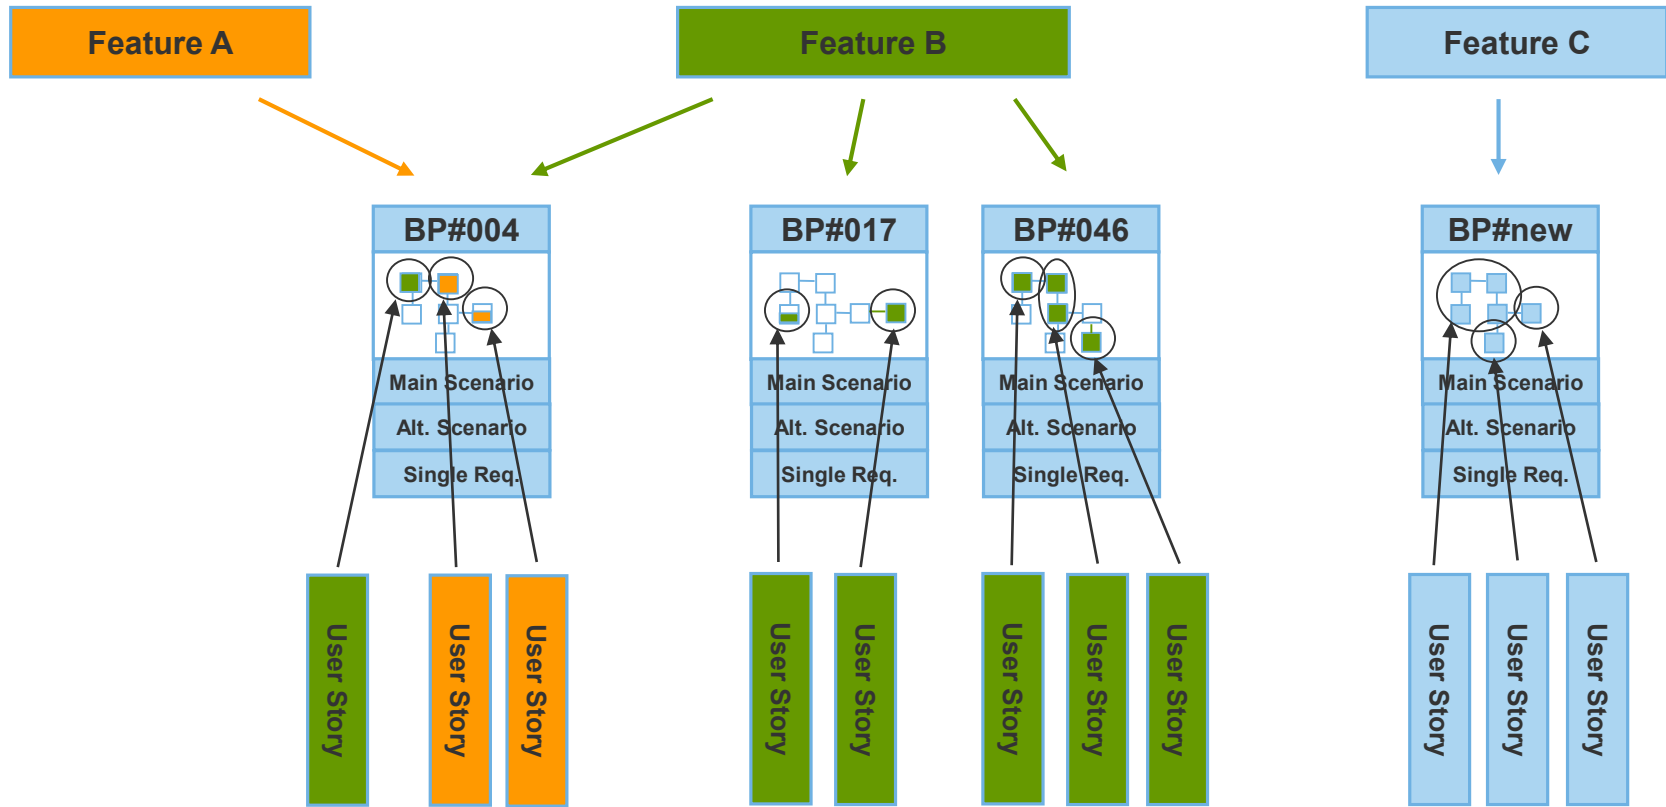 Feature A
Feature B
Feature C
BP#004
BP#017
BP#046
BP#new
Main Scenario
Main Scenario
Main Scenario
Main Scenario
Alt. Scenario
Alt. Scenario
Alt. Scenario
Alt. Scenario
Single Req.
Single Req.
Single Req.
Single Req.
User Story
User Story
User Story
User Story
User Story
User Story
User Story
User Story
User Story
User Story
User Story